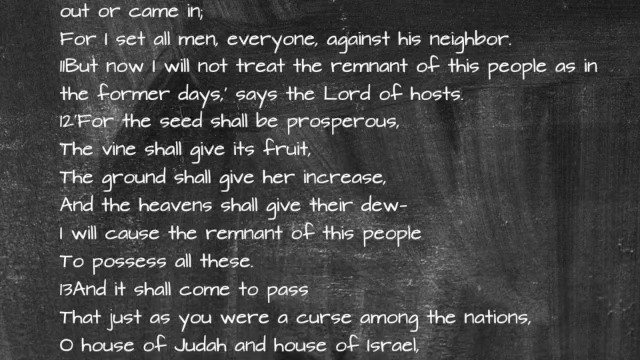 out or came in;
For I set all men, everyone, against his neighbor.
11But now I will not treat the remnant of this people as in
the former days,' says the Lord of hosts.
12'For the seed shall be prosperous,
The vine shall give its fruit,
The ground shall give her increase,
And the heavens shall give their dew-
I will cause the remnant of this people
To possess all these.
13And it shall come to pass
That just as you were a curse among the nations,
O house of Judah and house of Israel,